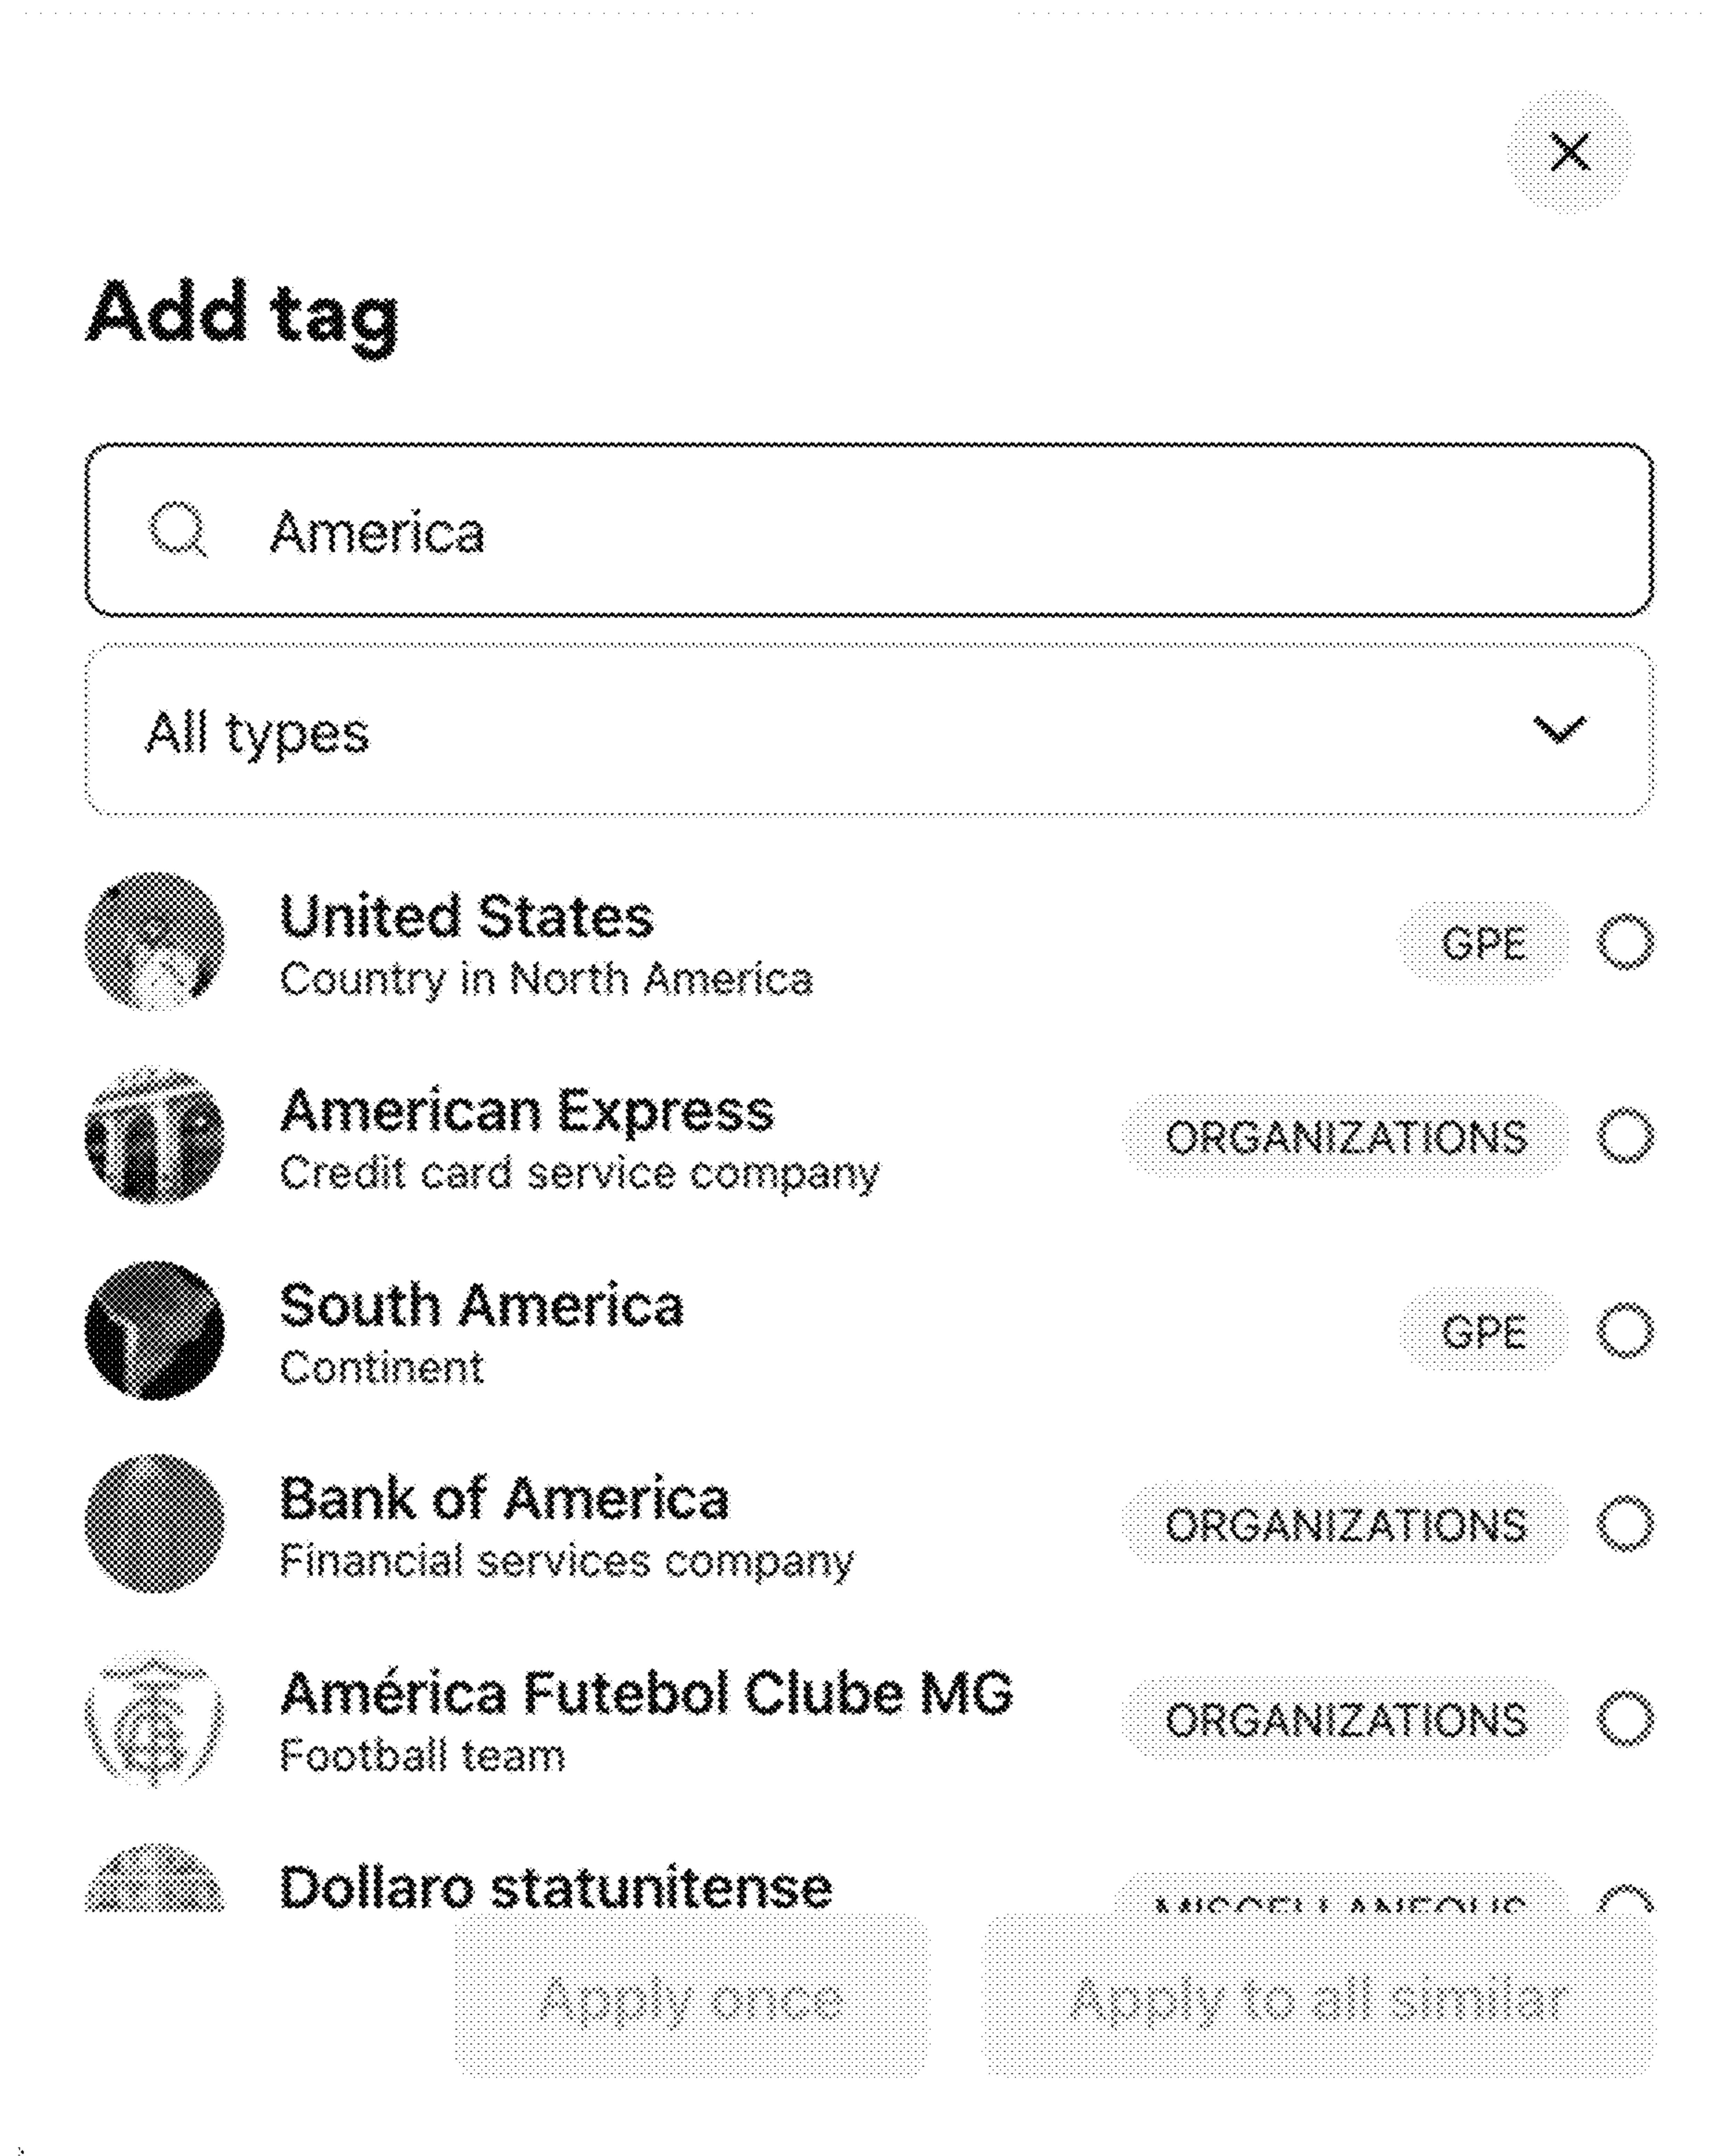 Add tag
America
All types
United States
Country in North America
GPE
American Express
Credit card service company
ORGANIZATIONS
South America
Continent
GPE
Bank of America
Financial services company
ORGANIZATIONS
América Futebol Clube MG
Football team
ORGANIZATIONS
Dollaro statunitense
MISCELLANEOUS
Apply once
Apply to all similar